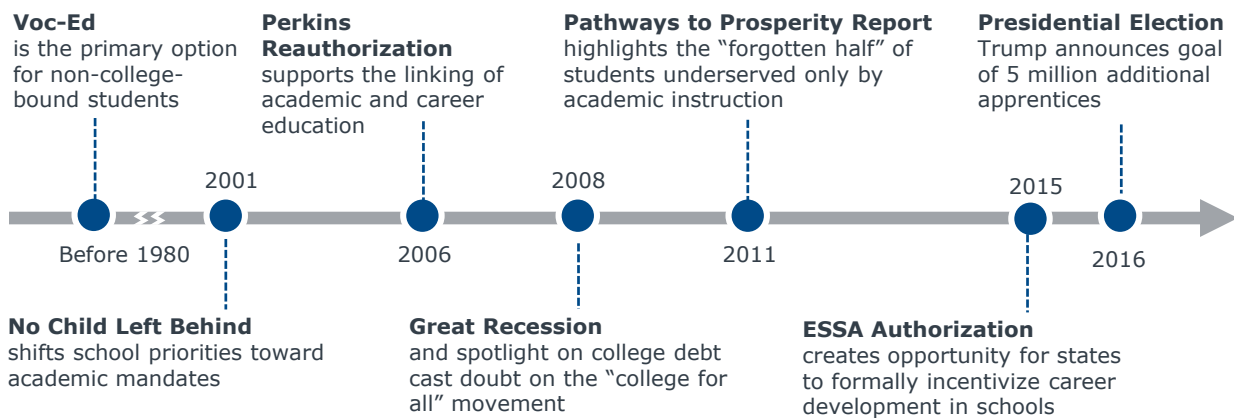 Voc-Ed
is the primary option
for non-college-
bound students
Perkins
Reauthorization
supports the linking of
academic and career
education
Pathways to Prosperity Report
highlights the “forgotten half” of
students underserved only by
academic instruction
Presidential Election
Trump announces goal
of 5 million additional
apprentices
2001
2008
2015
Before 1980
2006
2011
2016
No Child Left Behind
shifts school priorities toward
academic mandates
Great Recession
and spotlight on college debt
cast doubt on the “college for
all” movement
ESSA Authorization
creates opportunity for states
to formally incentivize career
development in schools